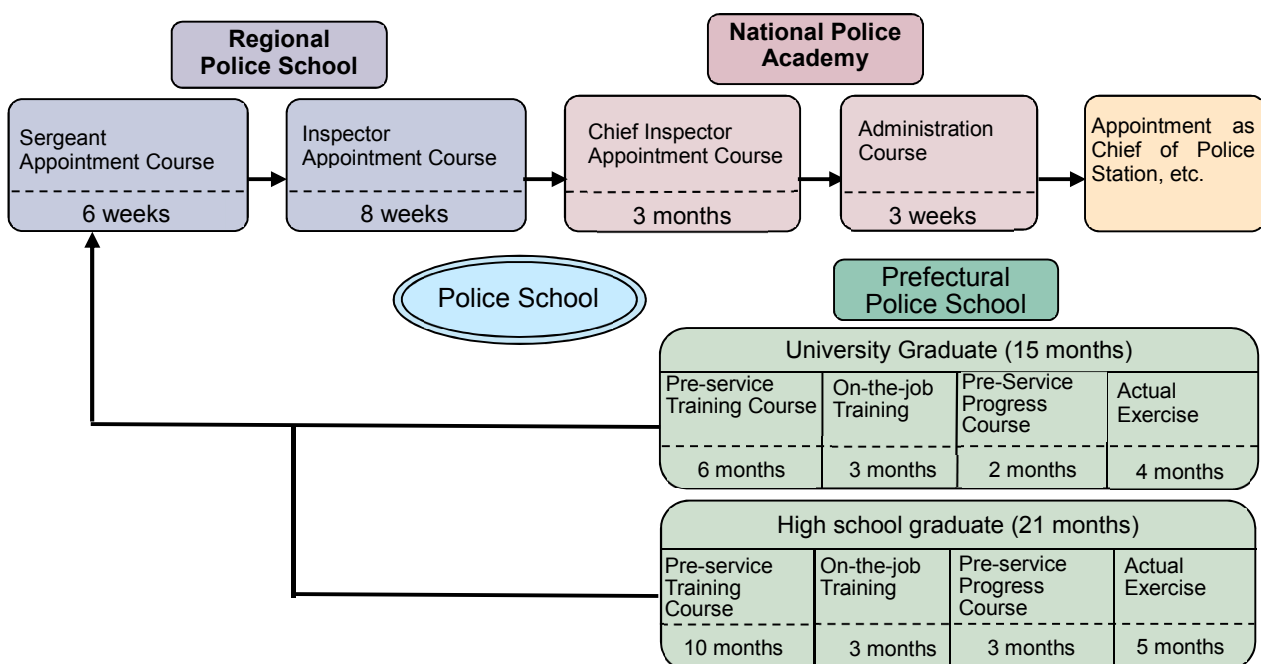 Regional
Police School
National Police
Academy
Sergeant
Appointment Course
6 weeks
Inspector
Appointment Course
8 weeks
Chief Inspector
Appointment Course
3 months
Administration
Course
3 weeks
Appointment as
Chief of Police
Station, etc.
Police School
Prefectural
Police School
University Graduate (15 months)
Pre-service
Training Course
6 months
On-the-job
Training
3 months
Pre-Service
Progress
Course
2 months
Actual
Exercise
4 months
High school graduate (21 months)
Pre-service
Training
Course
10 months
On-the-job
Training
3 months
Pre-service
Progress
Course
3 months
Actual
Exercise
5 months